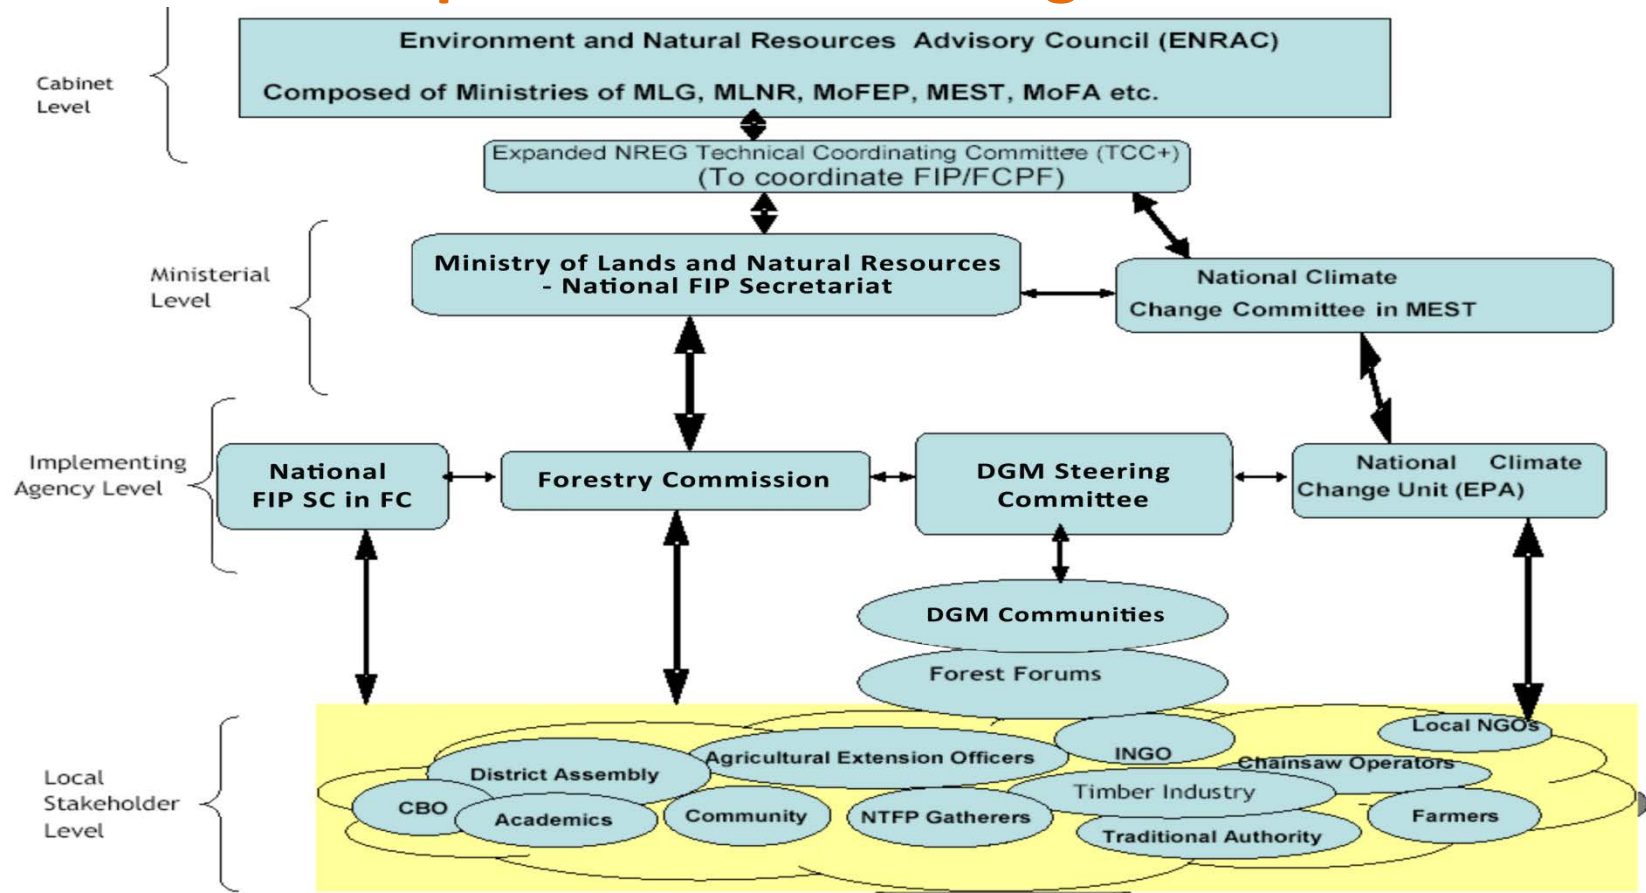 Environment and Natural Resources Advisory Council (ENRAC)
Composed of Ministries of MLG, MLNR, MoFEP, MEST, MoFA etc.
Cabinet
Level
Expanded NREG Technical Coordinating Committee (TCC+)
(To coordinate FIP/FCPF)
Ministerial
Level
Ministry of Lands and Natural Resources
- National FIP Secretariat
National Climate
Change Committee in MEST
Implementing
Agency Level
National
FIP SC in FC
Forestry Commission
DGM Steering
Committee
National Climate
Change Unit (EPA)
DGM Communities
Forest Forums
Local
Stakeholder
Level
District Assembly
Agricultural Extension Officers
INGO
Local NGOs
Chainsaw Operators
CBO
Academics
Community
NTFP Gatherers
Timber Industry
Traditional Authority
Farmers